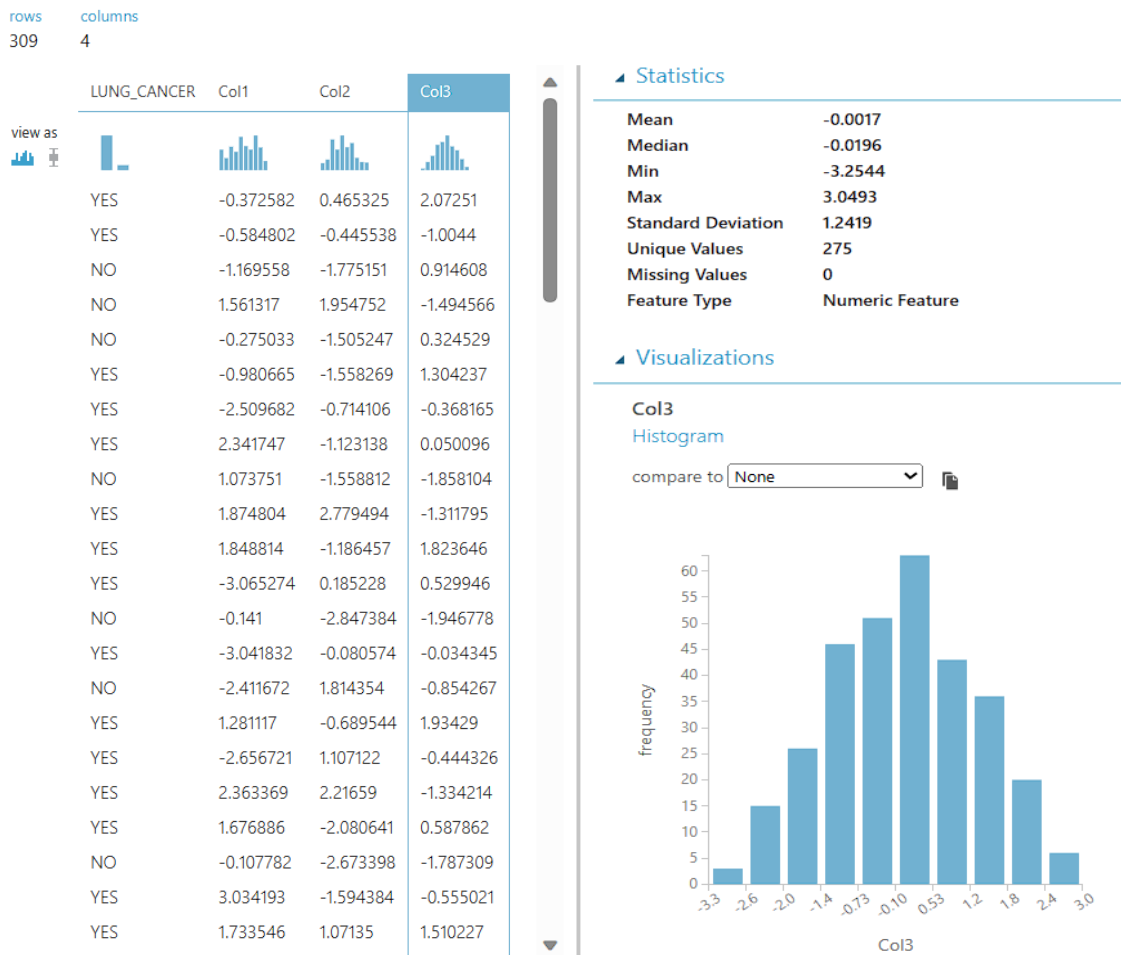 rows columns
309 4
LUNG_CANCER Col1 Col2 Col3
view as
YES -0.372582 0.465325 2.07251
YES -0.584802 -0.445538 -1.0044
NO -1.169558 -1.775151 0.914608
NO 1.561317 1.954752 -1.494566
NO -0.275033 -1.505247 0.324529
YES -0.980665 -1.558269 1.304237
YES -2.509682 -0.714106 -0.368165
YES 2.341747 -1.123138 0.050096
NO 1.073751 -1.558812 -1.858104
YES 1.874804 2.779494 -1.311795
YES 1.848814 -1.186457 1.823646
YES -3.065274 0.185228 0.529946
NO -0.141 -2.847384 -1.946778
YES -3.041832 -0.080574 -0.034345
NO -2.411672 1.814354 -0.854267
YES 1.281117 -0.689544 1.93429
YES -2.656721 1.107122 -0.444326
YES 2.363369 2.21659 -1.334214
YES 1.676886 -2.080641 0.587862
NO -0.107782 -2.673398 -1.787309
YES 3.034193 -1.594384 -0.555021
YES 1.733546 1.07135 1.510227
Statistics
Mean -0.0017
Median -0.0196
Min -3.2544
Max 3.0493
Standard Deviation 1.2419
Unique Values 275
Missing Values 0
Feature Type Numeric Feature
Visualizations
Col3
Histogram
compare to None
60
55
50
45
40
35
30
25
20
15
10
5
0
frequency
-3.3 -2.6 -2.0 -1.4 -0.73 -0.10 0.53 1.2 1.8 2.4 3.0
Col3